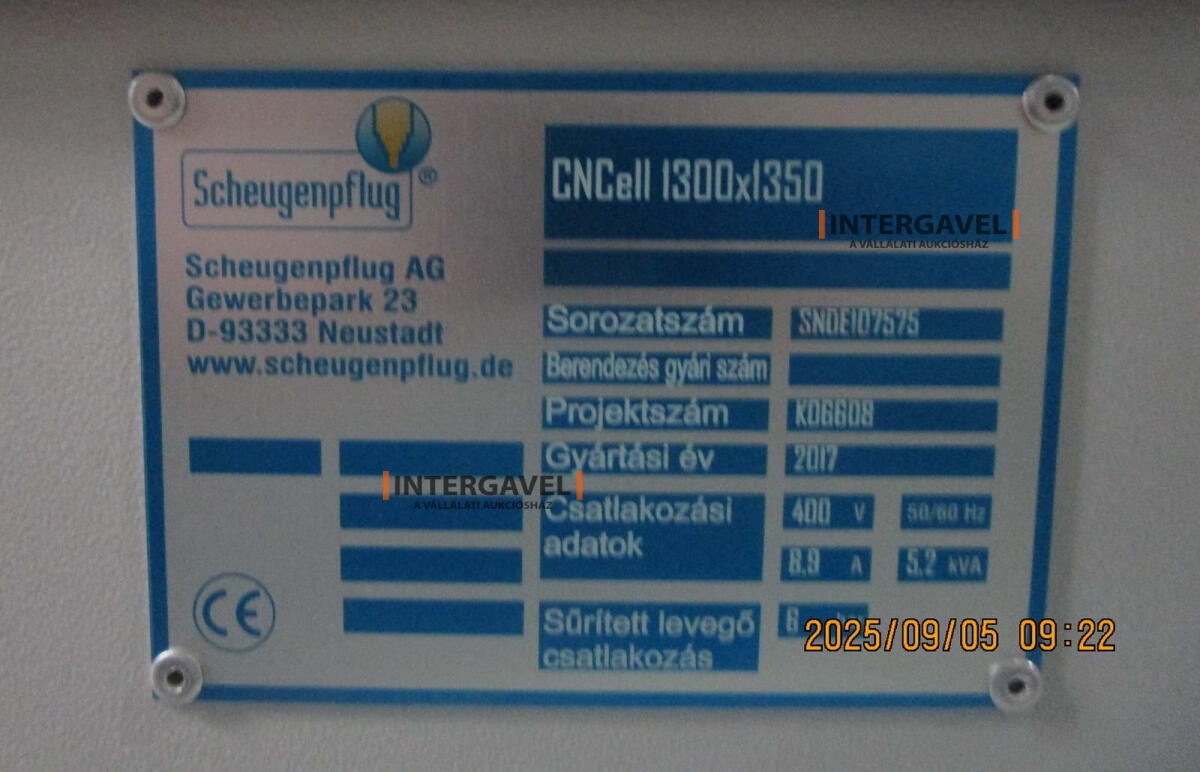 Scheugenpflug ®
CNCell 1300x1350
INTERGAVEL
A VÁLLALATI AUKCIÓSHÁZ
Scheugenpflug AG
Gewerbepark 23
D-93333 Neustadt
www.scheugenpflug.de
Sorozatszám SNDE107575
Berendezés gyári szám
Projektszám K06608
Gyártási év 2017
INTERGAVEL
A VÁLLALATI AUKCIÓSHÁZ
Csatlakozási 400 V 50/60 Hz
adatok 8,9 A 5,2 kVA
CE
Sűrített levegő 6
csatlakozás
2025/09/05 09:22